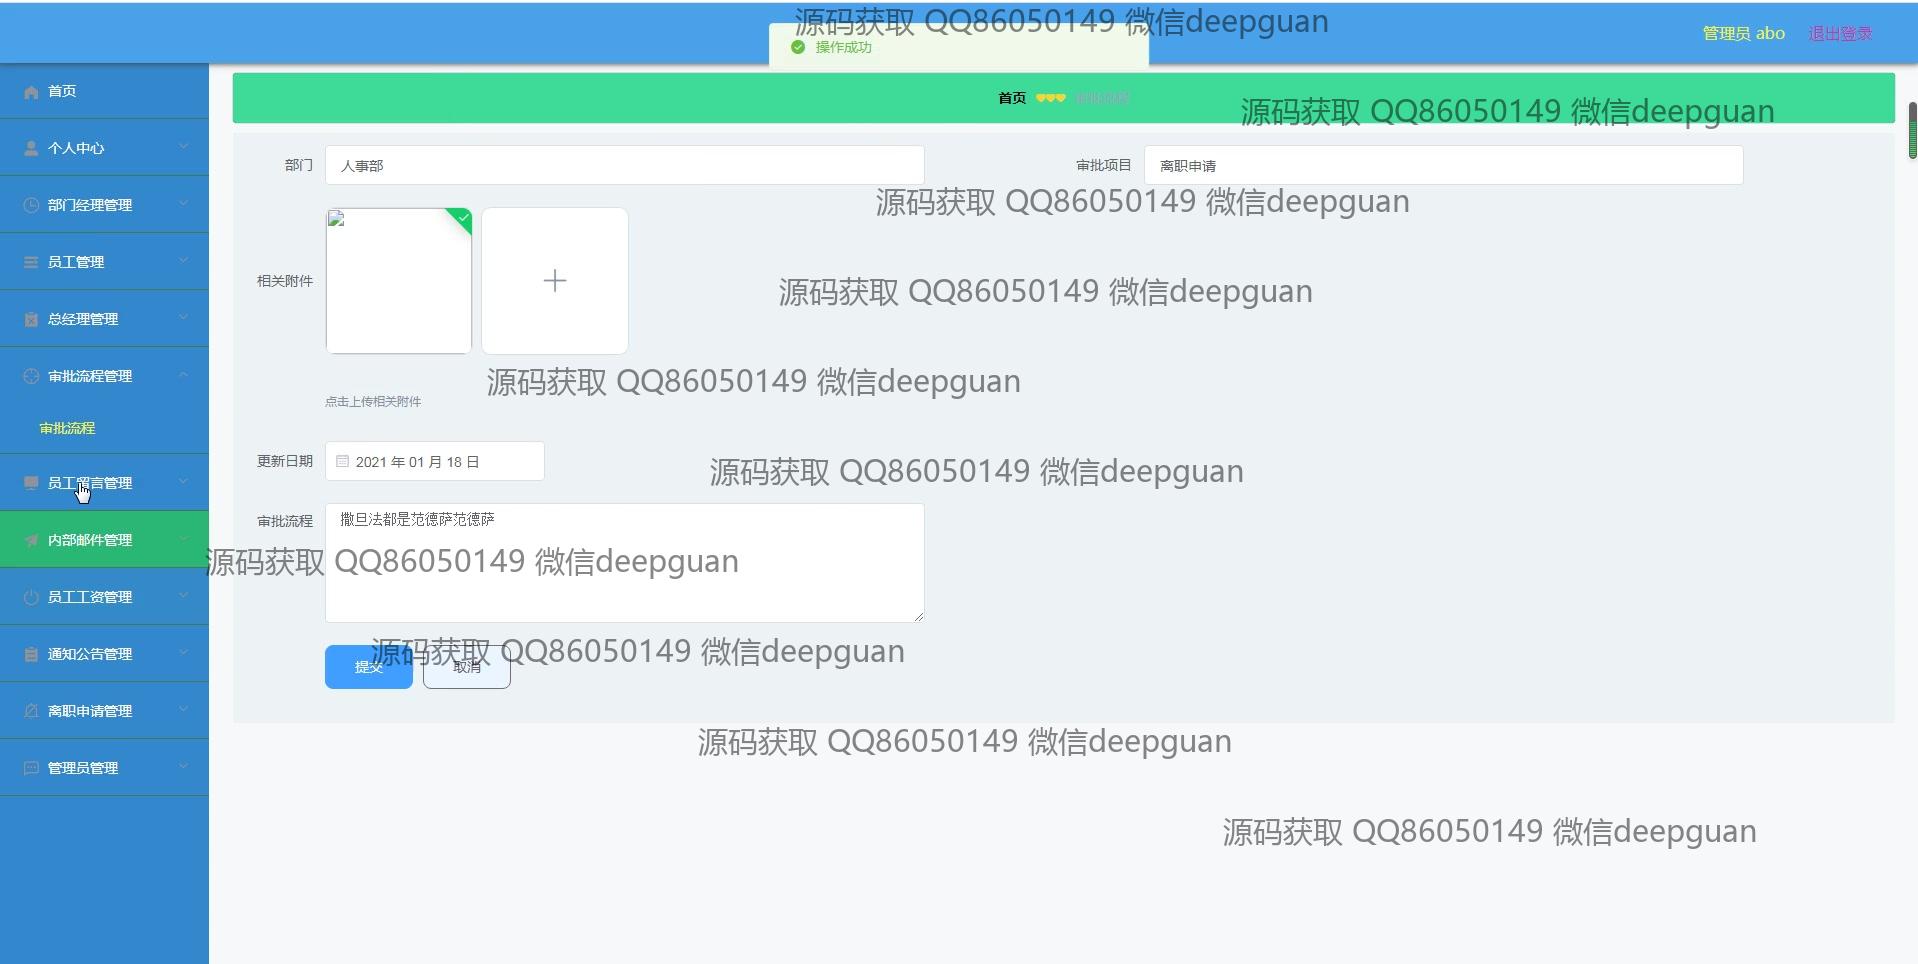 源码获取 QQ86050149 微信deepguan
操作成功
管理员 abo
退出登录
首页
个人中心
部门经理管理
员工管理
总经理管理
审批流程管理
审批流程
员工留言管理
内部邮件管理
员工工资管理
通知公告管理
离职申请管理
管理员管理
首页
审批流程
源码获取 QQ86050149 微信deepguan
部门
人事部
审批项目
离职申请
源码获取 QQ86050149 微信deepguan
相关附件
源码获取 QQ86050149 微信deepguan
源码获取 QQ86050149 微信deepguan
点击上传相关附件
更新日期
2021 年 01 月 18 日
源码获取 QQ86050149 微信deepguan
审批流程
撒旦法都是范德萨范德萨
源码获取 QQ86050149 微信deepguan
源码获取 QQ86050149 微信deepguan
提交
取消
源码获取 QQ86050149 微信deepguan
源码获取 QQ86050149 微信deepguan